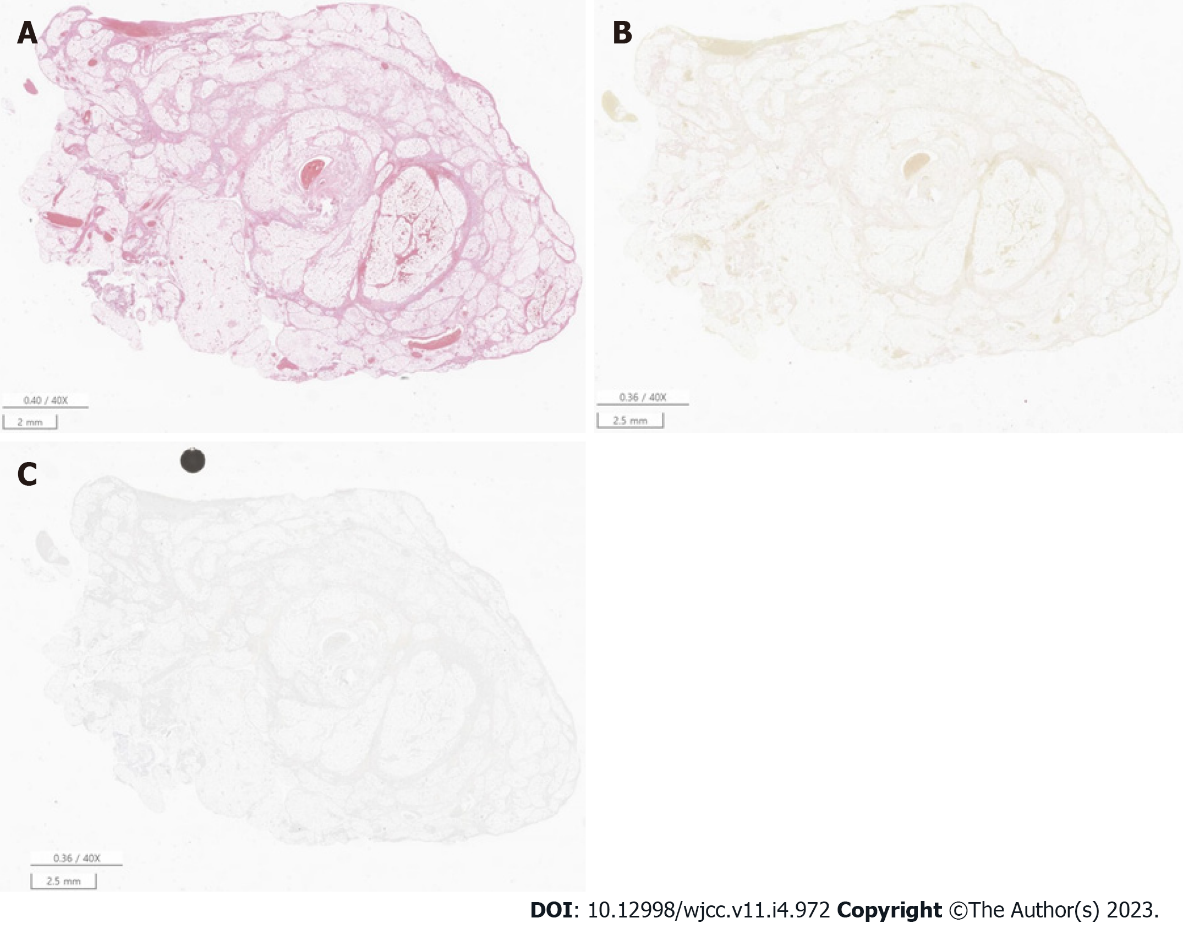 A
B
0.40 / 40X
2 mm
0.36 / 40X
2.5 mm
C
0.36 / 40X
2.5 mm
DOI: 10.12998/wjcc.v11.i4.972 Copyright ©The Author(s) 2023.